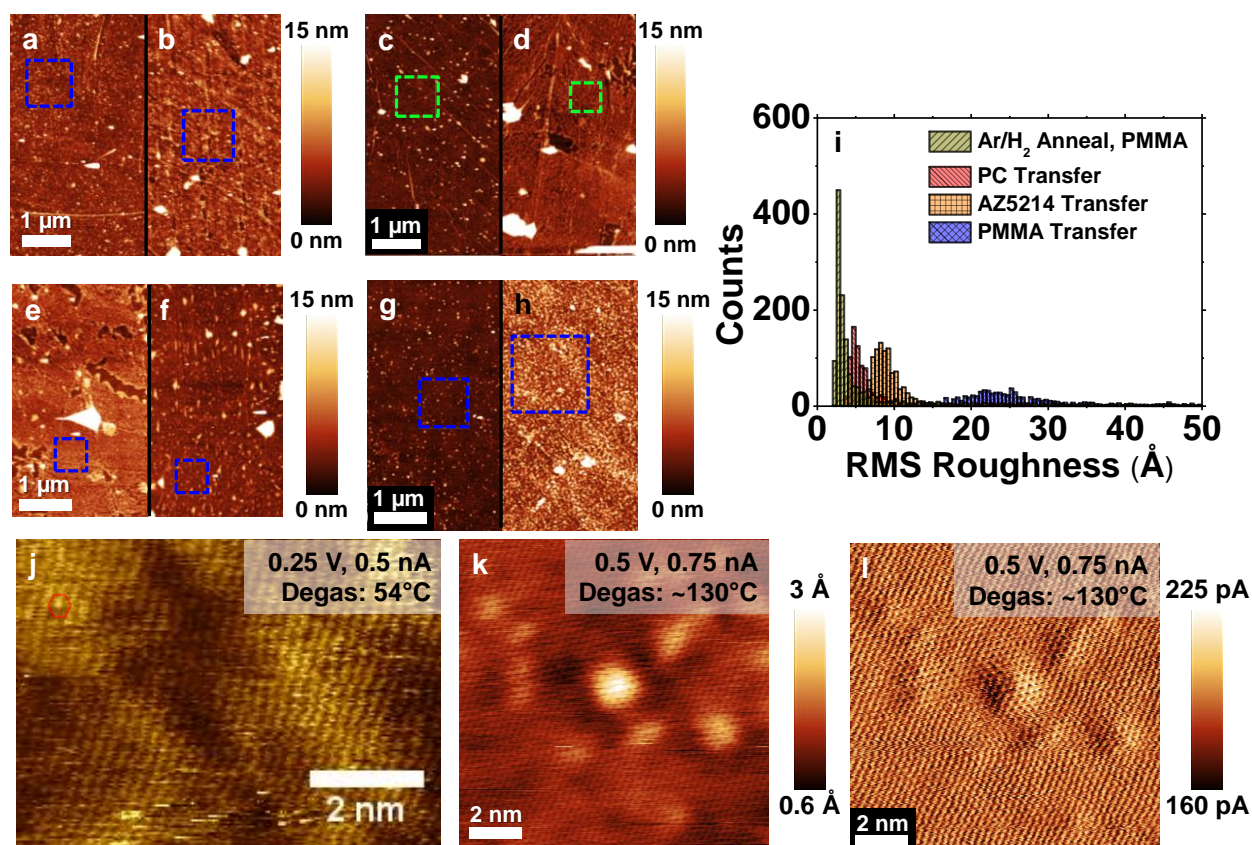 a
b
15 nm
0 nm
1 µm
c
d
15 nm
0 nm
1 µm
e
f
15 nm
0 nm
1 µm
g
h
15 nm
0 nm
1 µm
i
Counts
600
400
200
0
Ar/H₂ Anneal, PMMA
PC Transfer
AZ5214 Transfer
PMMA Transfer
0 10 20 30 40 50
RMS Roughness (Å)
j
0.25 V, 0.5 nA
Degas: 54°C
2 nm
k
0.5 V, 0.75 nA
Degas: ~130°C
2 nm
3 Å
0.6 Å
l
0.5 V, 0.75 nA
Degas: ~130°C
2 nm
225 pA
160 pA